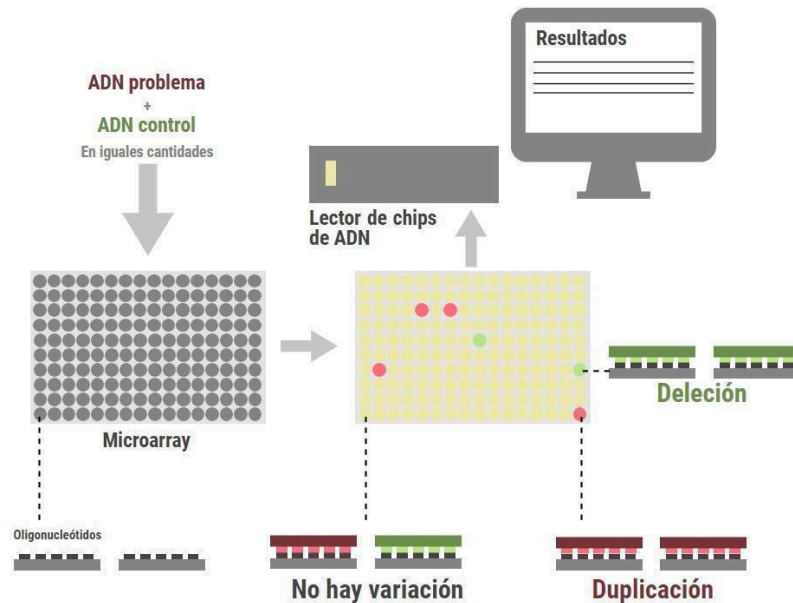 Resultados
ADN problema
+
ADN control
En iguales cantidades
Lector de chips
de ADN
Deleción
Microarray
Oligonucleótidos
No hay variación
Duplicación